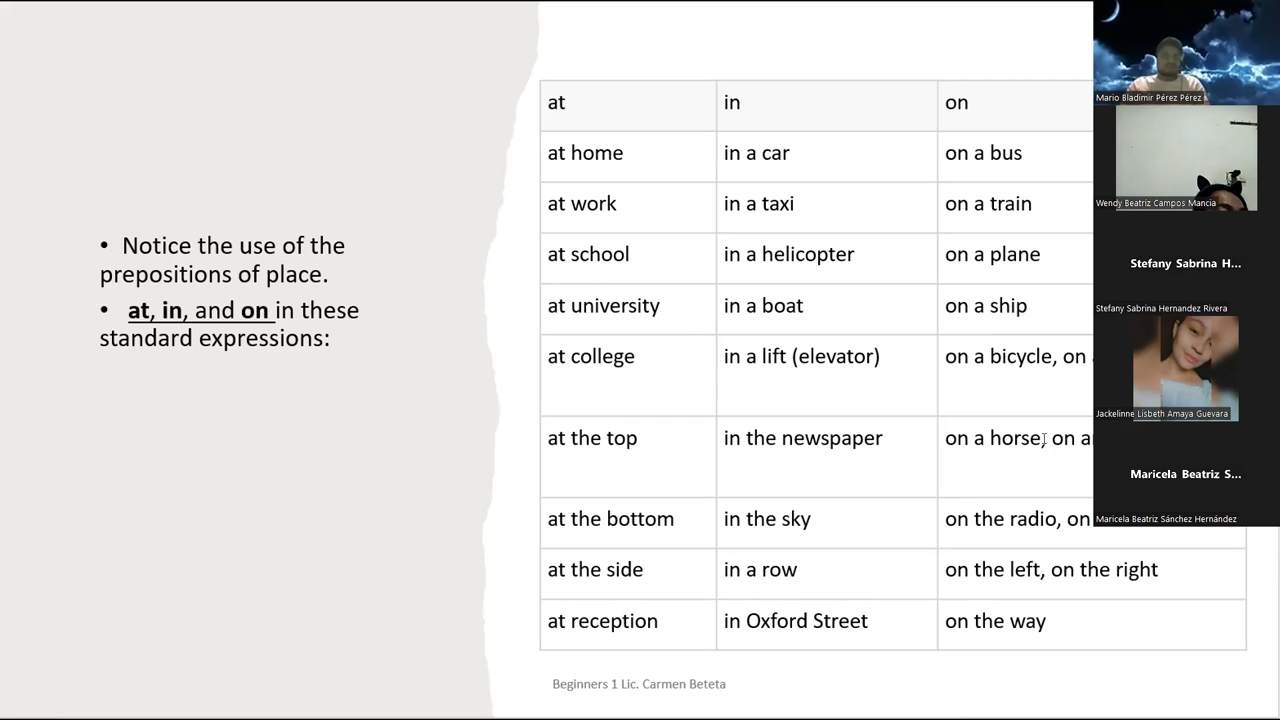 • Notice the use of the
prepositions of place.
• at, in, and on in these
standard expressions:
at in on
at home in a car on a bus
at work in a taxi on a train
at school in a helicopter on a plane
at university in a boat on a ship
at college in a lift (elevator) on a bicycle, on
at the top in the newspaper on a horse, on
at the bottom in the sky on the radio, on
at the side in a row on the left, on the right
at reception in Oxford Street on the way
Beginners 1 Lic. Carmen Beteta
Mario Bladimir Pérez Pérez
Wendy Beatriz Campos Mancia
Stefany Sabrina H...
Stefany Sabrina Hernandez Rivera
Jackelinne Lisbeth Amaya Guevara
Maricela Beatriz S...
Maricela Beatriz Sánchez Hernández